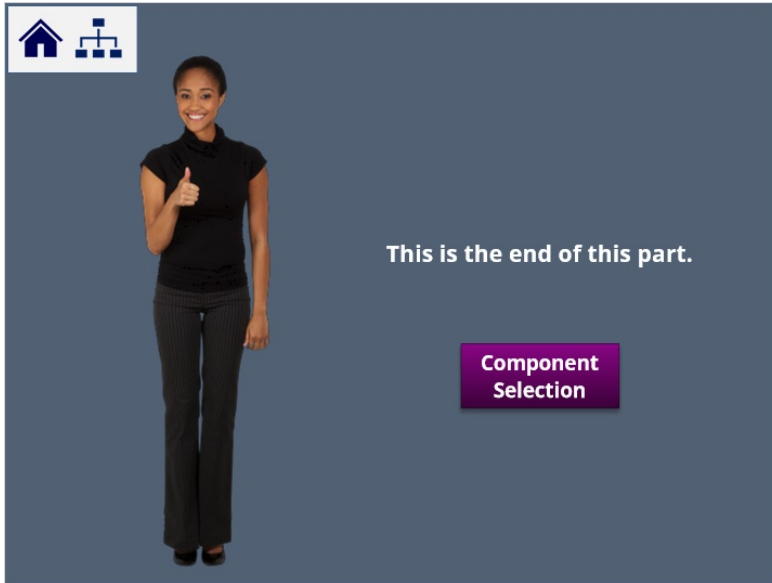 This is the end of this part.
Component
Selection